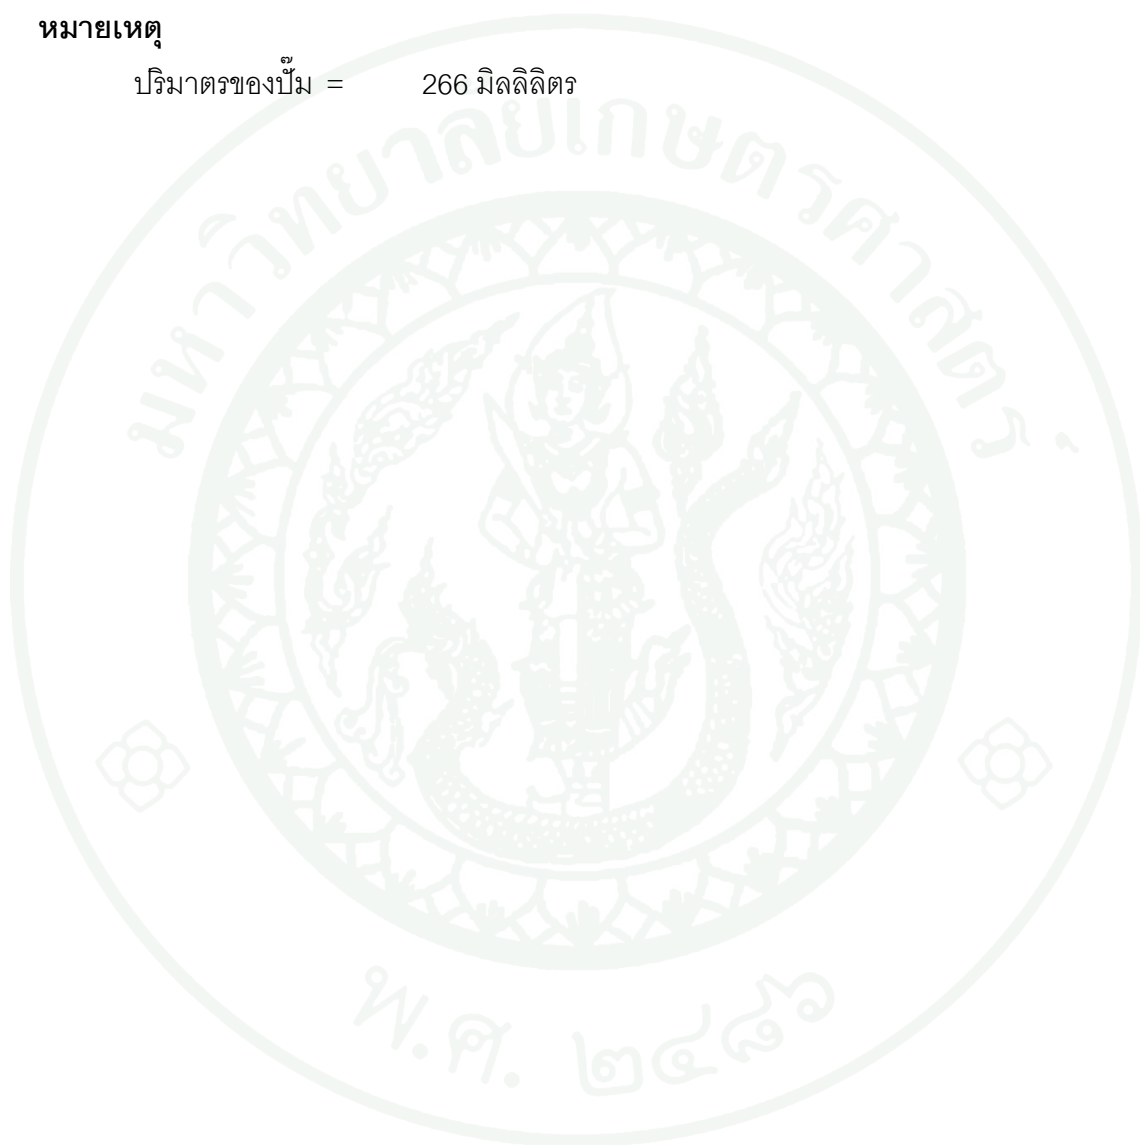 หมายเหตุ
ปริมาตรของปั๊ม = 266 มิลลิลิตร
มหาวิทยาลัยเกษตรศาสตร์
พ.ศ. ๒๔๘๖